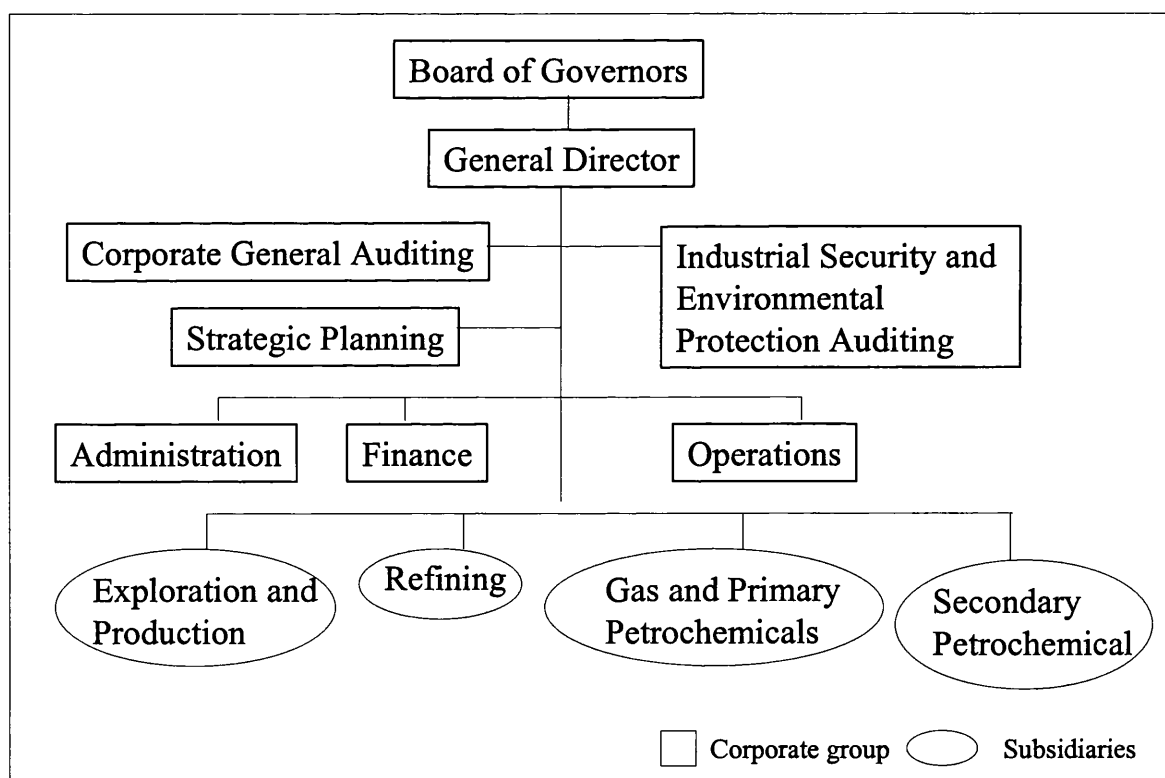 Board of Governors
General Director
Corporate General Auditing
Industrial Security and
Environmental
Protection Auditing
Strategic Planning
Administration
Finance
Operations
Exploration and
Production
Refining
Gas and Primary
Petrochemicals
Secondary
Petrochemical
Corporate group
Subsidiaries